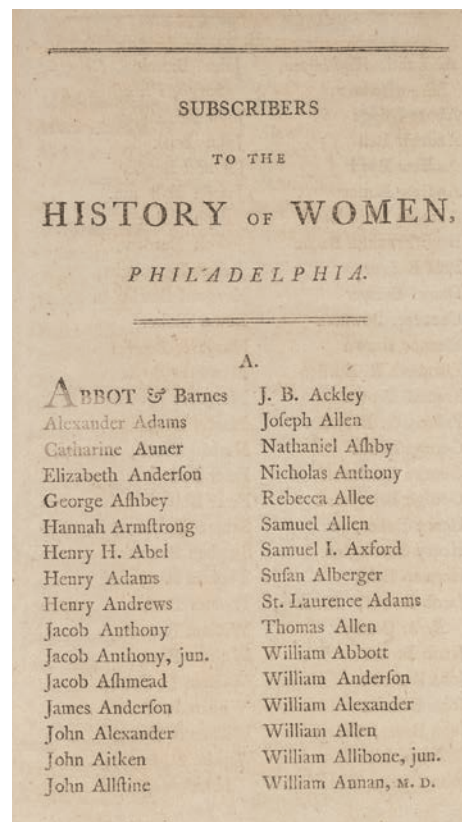 SUBSCRIBERS
TO THE
HISTORY OF WOMEN,
PHILADELPHIA.
A.
ABBOT & Barnes
Alexander Adams
Catharine Auner
Elizabeth Anderſon
George Aſhbey
Hannah Armſtrong
Henry H. Abel
Henry Adams
Henry Andrews
Jacob Anthony
Jacob Anthony, jun.
Jacob Aſhmead
James Anderſon
John Alexander
John Aitken
John Allſtine
J. B. Ackley
Joſeph Allen
Nathaniel Aſhby
Nicholas Anthony
Rebecca Allee
Samuel Allen
Samuel I. Axford
Suſan Alberger
St. Laurence Adams
Thomas Allen
William Abbott
William Anderſon
William Alexander
William Allen
William Allibone, jun.
William Annan, M. D.